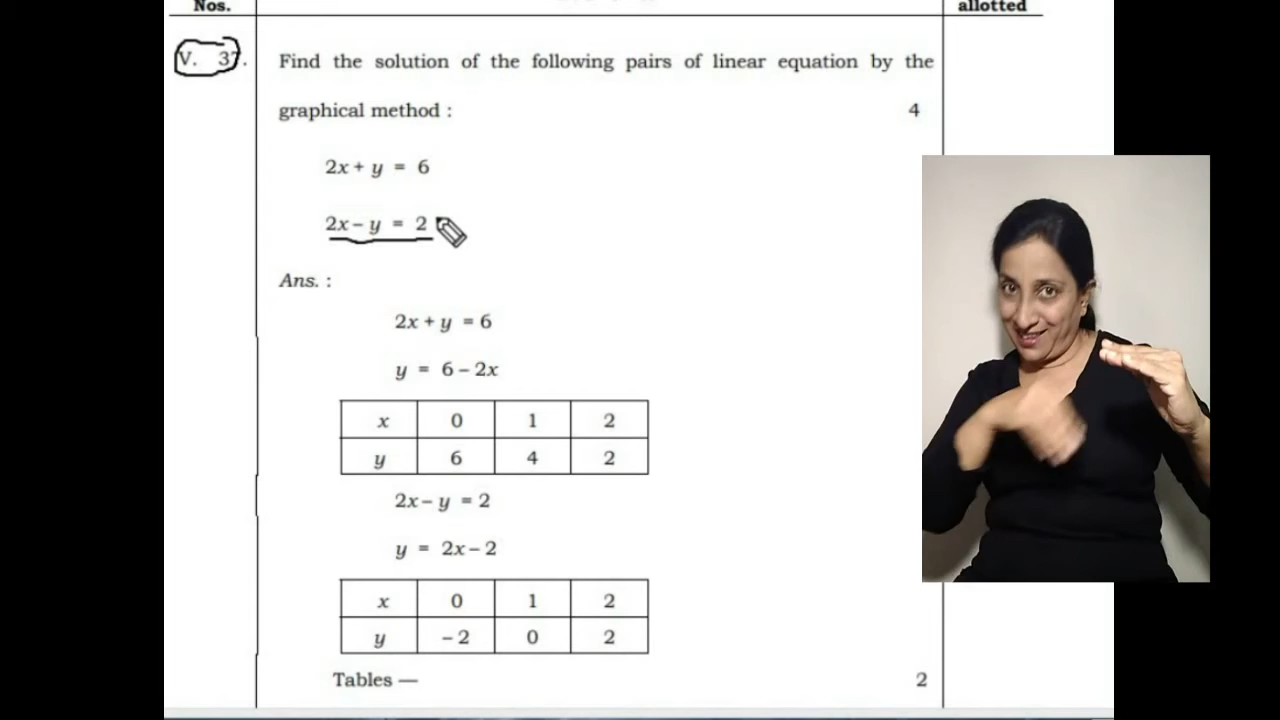 Nos.
allotted
V. 37.
Find the solution of the following pairs of linear equation by the
graphical method :
4
2x + y = 6
2x – y = 2
Ans. :
2x + y = 6
y = 6 – 2x
x 0 1 2
y 6 4 2
2x – y = 2
y = 2x – 2
x 0 1 2
y – 2 0 2
Tables —
2